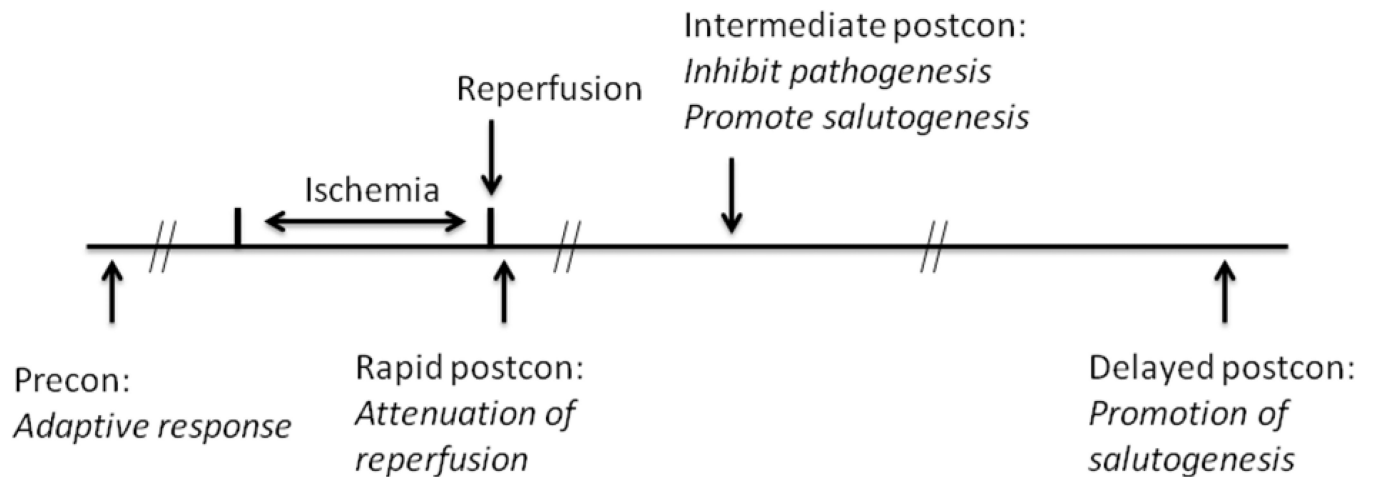 Intermediate postcon:
Inhibit pathogenesis
Promote salutogenesis
Reperfusion
Ischemia
Precon:
Adaptive response
Rapid postcon:
Attenuation of
reperfusion
Delayed postcon:
Promotion of
salutogenesis